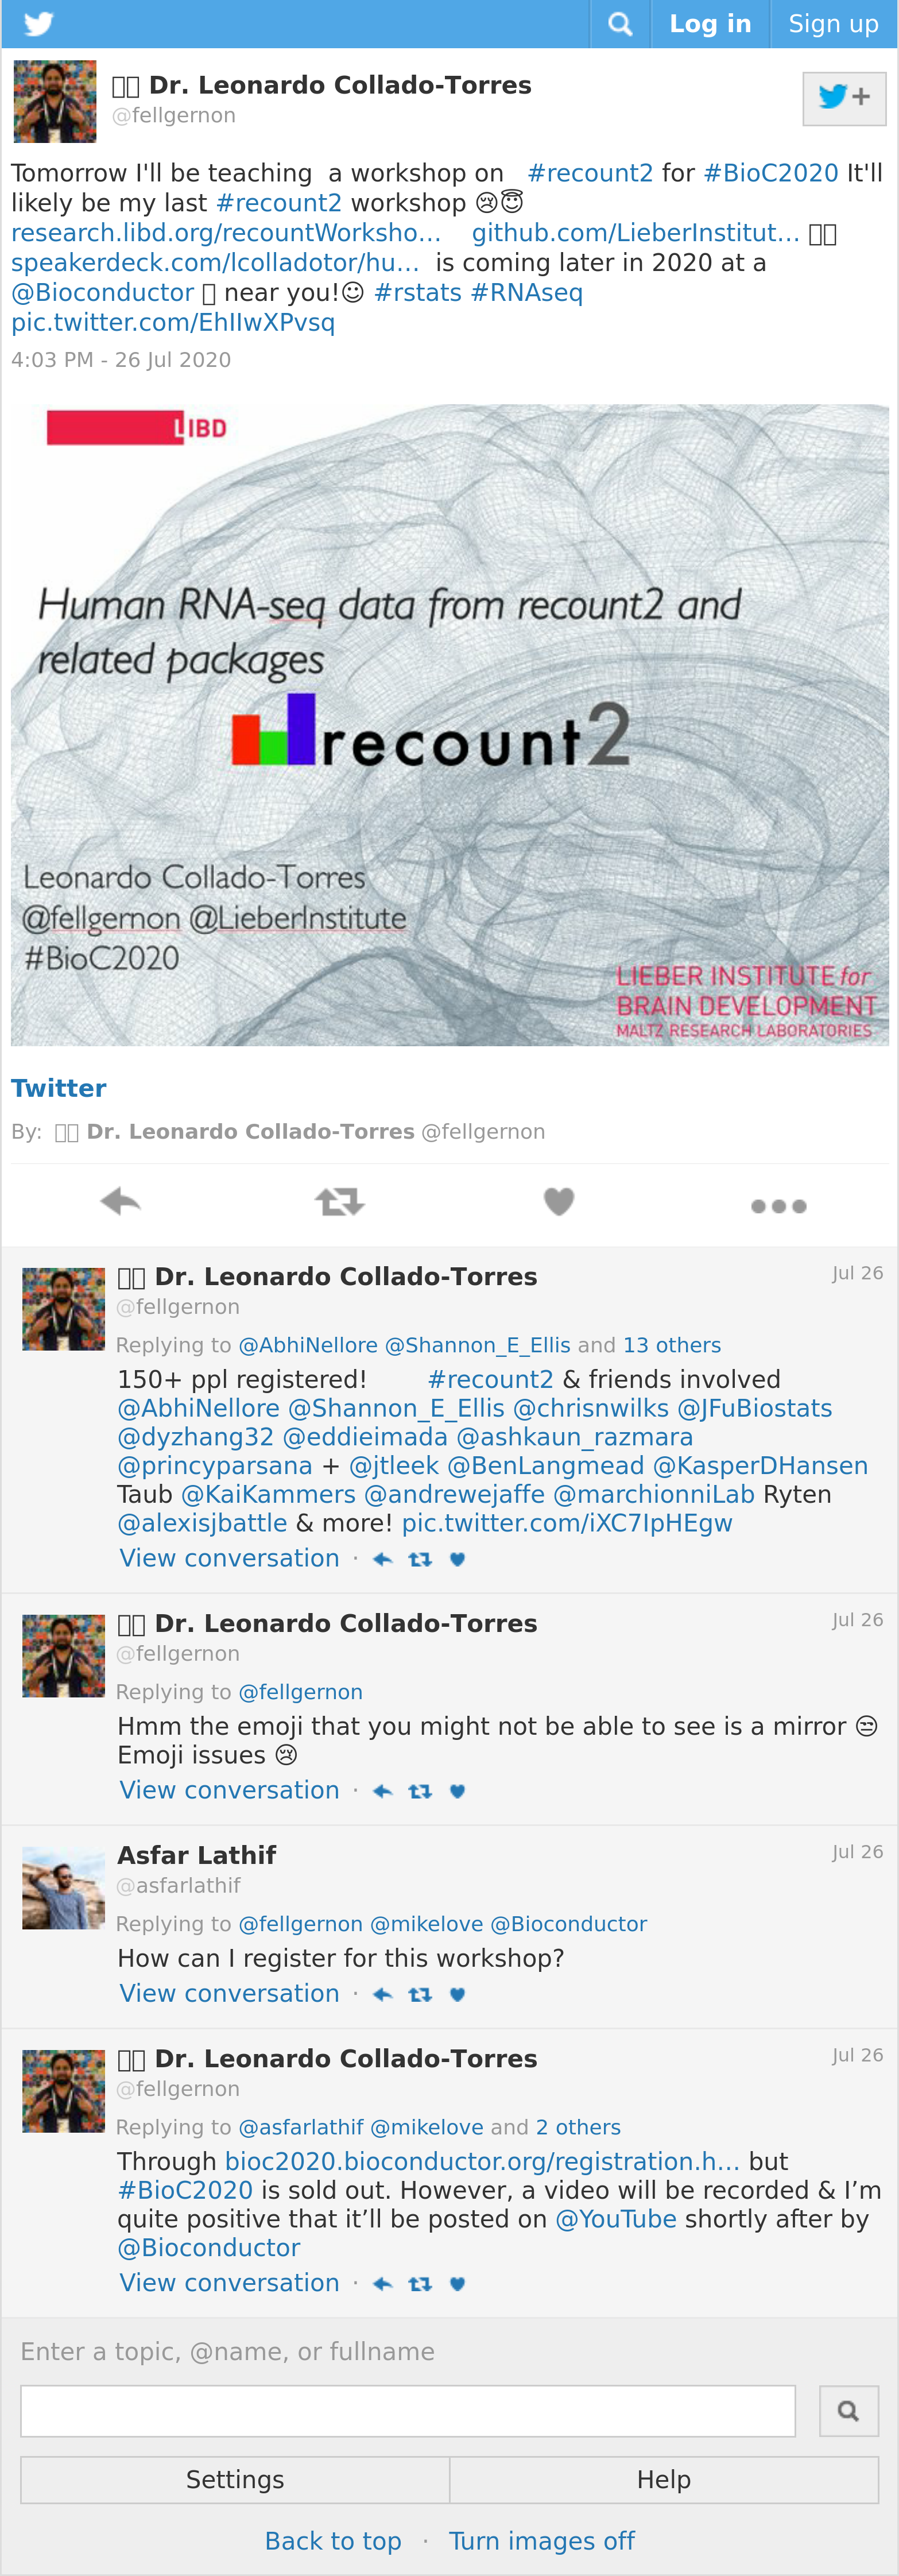 Log in Sign up
Dr. Leonardo Collado-Torres
@fellgernon
Tomorrow I'll be teaching a workshop on #recount2 for #BioC2020 It'll
likely be my last #recount2 workshop 😢😇
research.libd.org/recountWorksho… github.com/LieberInstitut…
speakerdeck.com/lcolladotor/hu… is coming later in 2020 at a
@Bioconductor near you!☺ #rstats #RNAseq
pic.twitter.com/EhIIwXPvsq
4:03 PM - 26 Jul 2020
LIBD
Human RNA-seq data from recount2 and
related packages
recount2
Leonardo Collado-Torres
@fellgernon @LieberInstitute
#BioC2020
LIEBER INSTITUTE for
BRAIN DEVELOPMENT
MALTZ RESEARCH LABORATORIES
Twitter
By: Dr. Leonardo Collado-Torres @fellgernon
Dr. Leonardo Collado-Torres Jul 26
@fellgernon
Replying to @AbhiNellore @Shannon_E_Ellis and 13 others
150+ ppl registered! #recount2 & friends involved
@AbhiNellore @Shannon_E_Ellis @chrisnwilks @JFuBiostats
@dyzhang32 @eddieimada @ashkaun_razmara
@princyparsana + @jtleek @BenLangmead @KasperDHansen
Taub @KaiKammers @andrewejaffe @marchionniLab Ryten
@alexisjbattle & more! pic.twitter.com/iXC7IpHEgw
View conversation ·
Dr. Leonardo Collado-Torres Jul 26
@fellgernon
Replying to @fellgernon
Hmm the emoji that you might not be able to see is a mirror 😒
Emoji issues 😢
View conversation ·
Asfar Lathif Jul 26
@asfarlathif
Replying to @fellgernon @mikelove @Bioconductor
How can I register for this workshop?
View conversation ·
Dr. Leonardo Collado-Torres Jul 26
@fellgernon
Replying to @asfarlathif @mikelove and 2 others
Through bioc2020.bioconductor.org/registration.h… but
#BioC2020 is sold out. However, a video will be recorded & I’m
quite positive that it’ll be posted on @YouTube shortly after by
@Bioconductor
View conversation ·
Enter a topic, @name, or fullname
Settings Help
Back to top · Turn images off